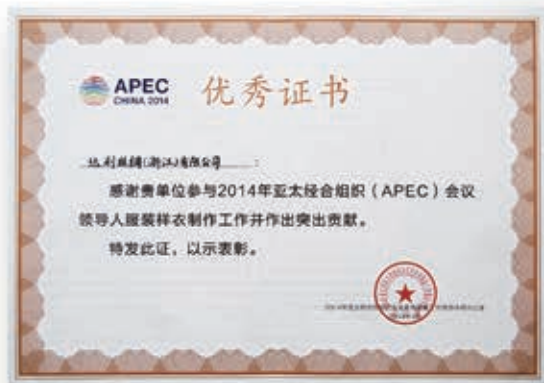 APEC
CHINA 2014
优秀证书
达利丝绸(浙江)有限公司:
感谢贵单位参与2014年亚太经合组织（APEC）会议
领导人服装样衣制作工作并作出突出贡献。
特发此证，以示表彰。